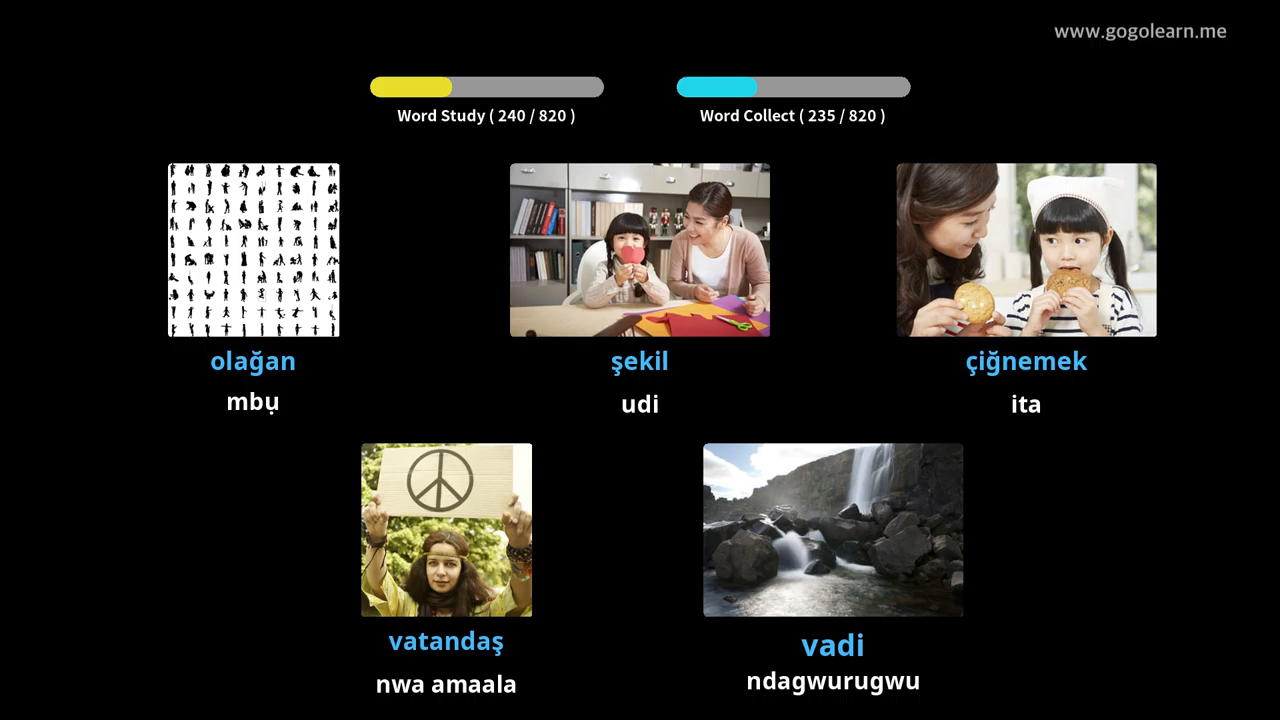 www.gogolearn.me
Word Study ( 240 / 820 )
Word Collect ( 235 / 820 )
olağan
mbụ
şekil
udi
çiğnemek
ita
vatandaş
nwa amaala
vadi
ndagwurugwu